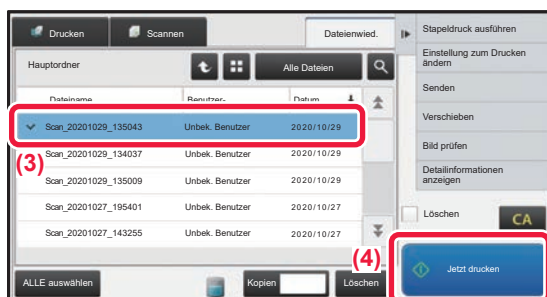 Drucken
Scannen
Dateienwied.
Hauptordner
Alle Dateien
Dateiname
Benutzer-
Datum
Scan_20201029_135043 Unbek. Benutzer 2020/10/29
(3)
Scan_20201029_134037 Unbek. Benutzer 2020/10/29
Scan_20201029_135009 Unbek. Benutzer 2020/10/29
Scan_20201027_195401 Unbek. Benutzer 2020/10/27
Scan_20201027_143255 Unbek. Benutzer 2020/10/27
ALLE auswählen
Kopien
Löschen
Stapeldruck ausführen
Einstellung zum Drucken
ändern
Senden
Verschieben
Bild prüfen
Detailinformationen
anzeigen
Löschen
CA
(4)
Jetzt drucken